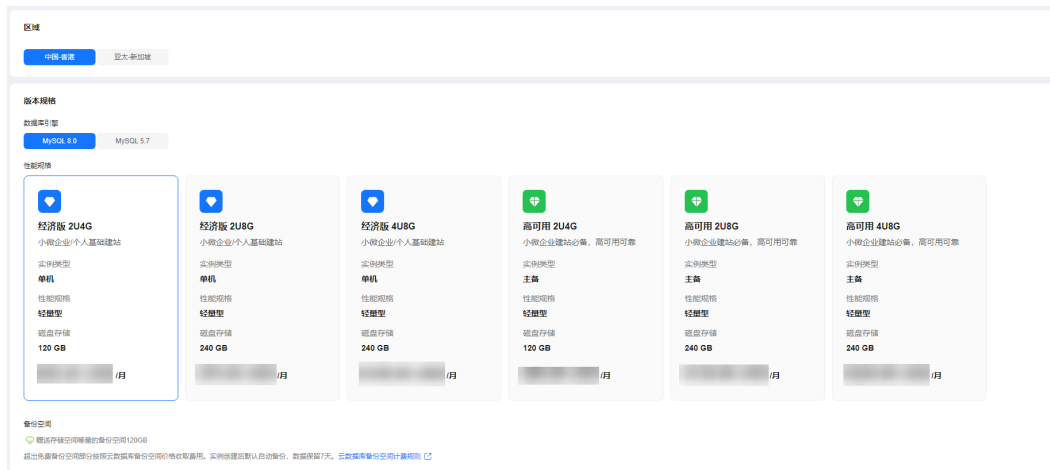 区域
中国-香港
亚太-新加坡
版本规格
数据库引擎
MySQL 8.0
MySQL 5.7
性能规格
经济版 2U4G
小微企业/个人基础建站
实例类型
单机
性能规格
轻量型
磁盘存储
120 GB
/月
经济版 2U8G
小微企业/个人基础建站
实例类型
单机
性能规格
轻量型
磁盘存储
240 GB
/月
经济版 4U8G
小微企业/个人基础建站
实例类型
单机
性能规格
轻量型
磁盘存储
240 GB
/月
高可用 2U4G
小微企业建站必备，高可用可靠
实例类型
主备
性能规格
轻量型
磁盘存储
120 GB
/月
高可用 2U8G
小微企业建站必备，高可用可靠
实例类型
主备
性能规格
轻量型
磁盘存储
240 GB
/月
高可用 4U8G
小微企业建站必备，高可用可靠
实例类型
主备
性能规格
轻量型
磁盘存储
240 GB
/月
备份空间
赠送存储空间等量的备份空间120GB
超出免费备份空间部分按照云数据库备份空间价格收取费用。实例创建后默认自动备份，数据保留7天。云数据库备份空间计费规则